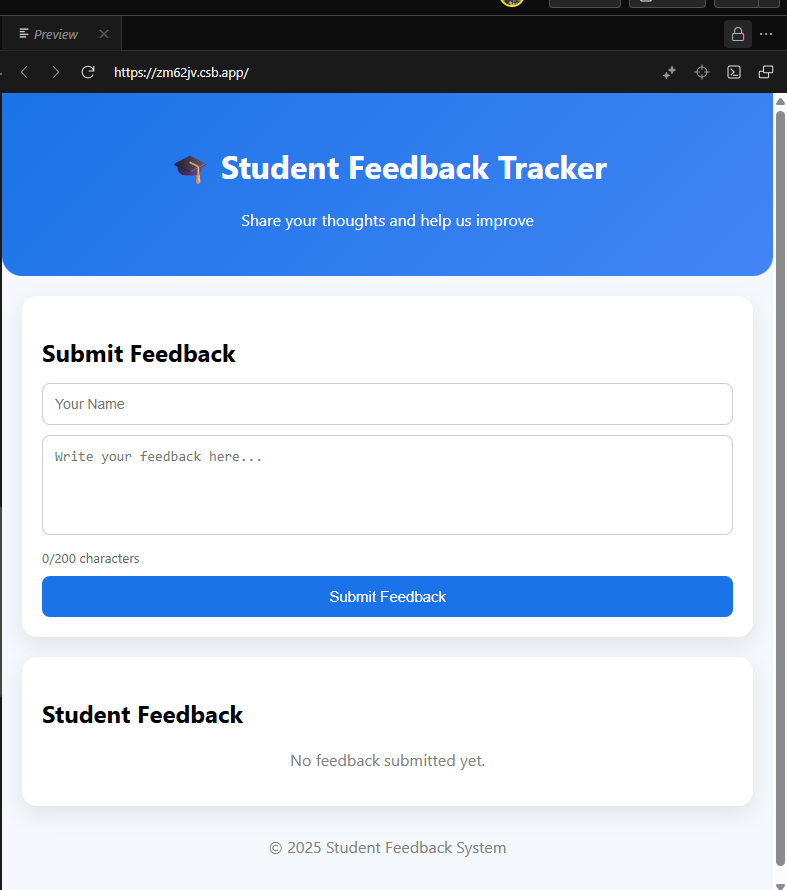 Preview
https://zm62jv.csb.app/
🎓 Student Feedback Tracker
Share your thoughts and help us improve
Submit Feedback
Your Name
Write your feedback here...
0/200 characters
Submit Feedback
Student Feedback
No feedback submitted yet.
© 2025 Student Feedback System